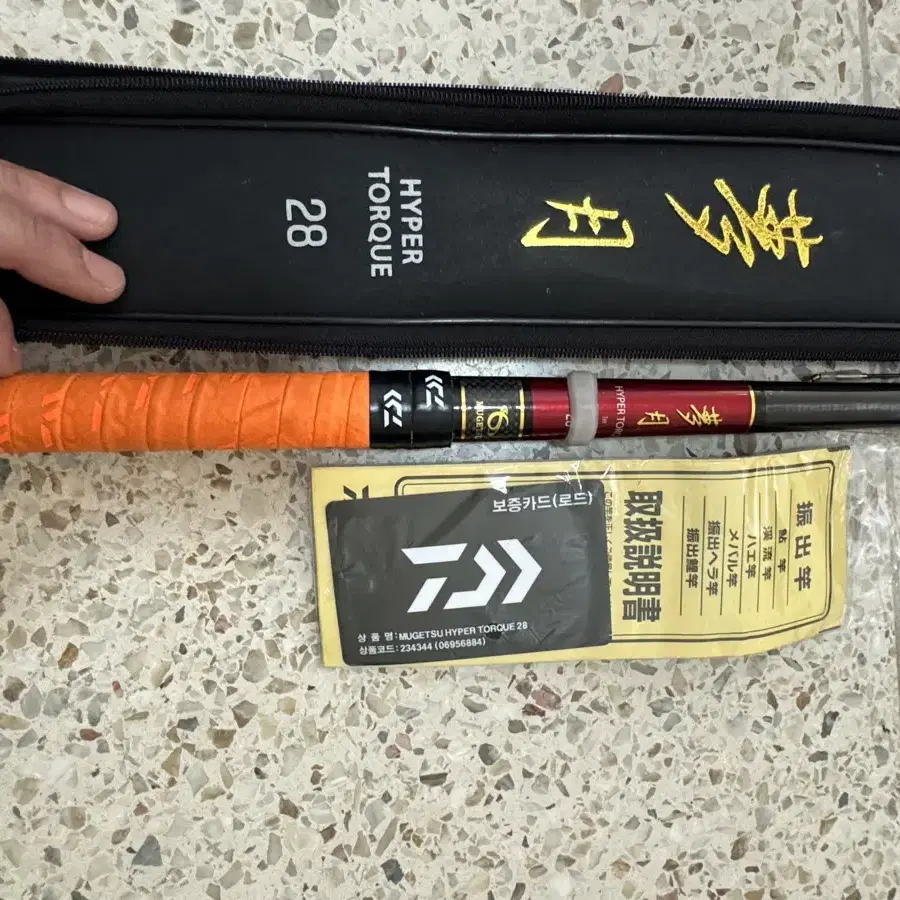 夢月
HYPER
TORQUE
28
夢月
보증카드(로드)
상 품 명 : MUGETSU HYPER TORQUE 28
상품코드 : 234344 (06956884)
取扱説明書
振出竿
鮎竿
渓流竿
ハエ竿
メバル竿
振出ヘラ竿
振出鯉竿